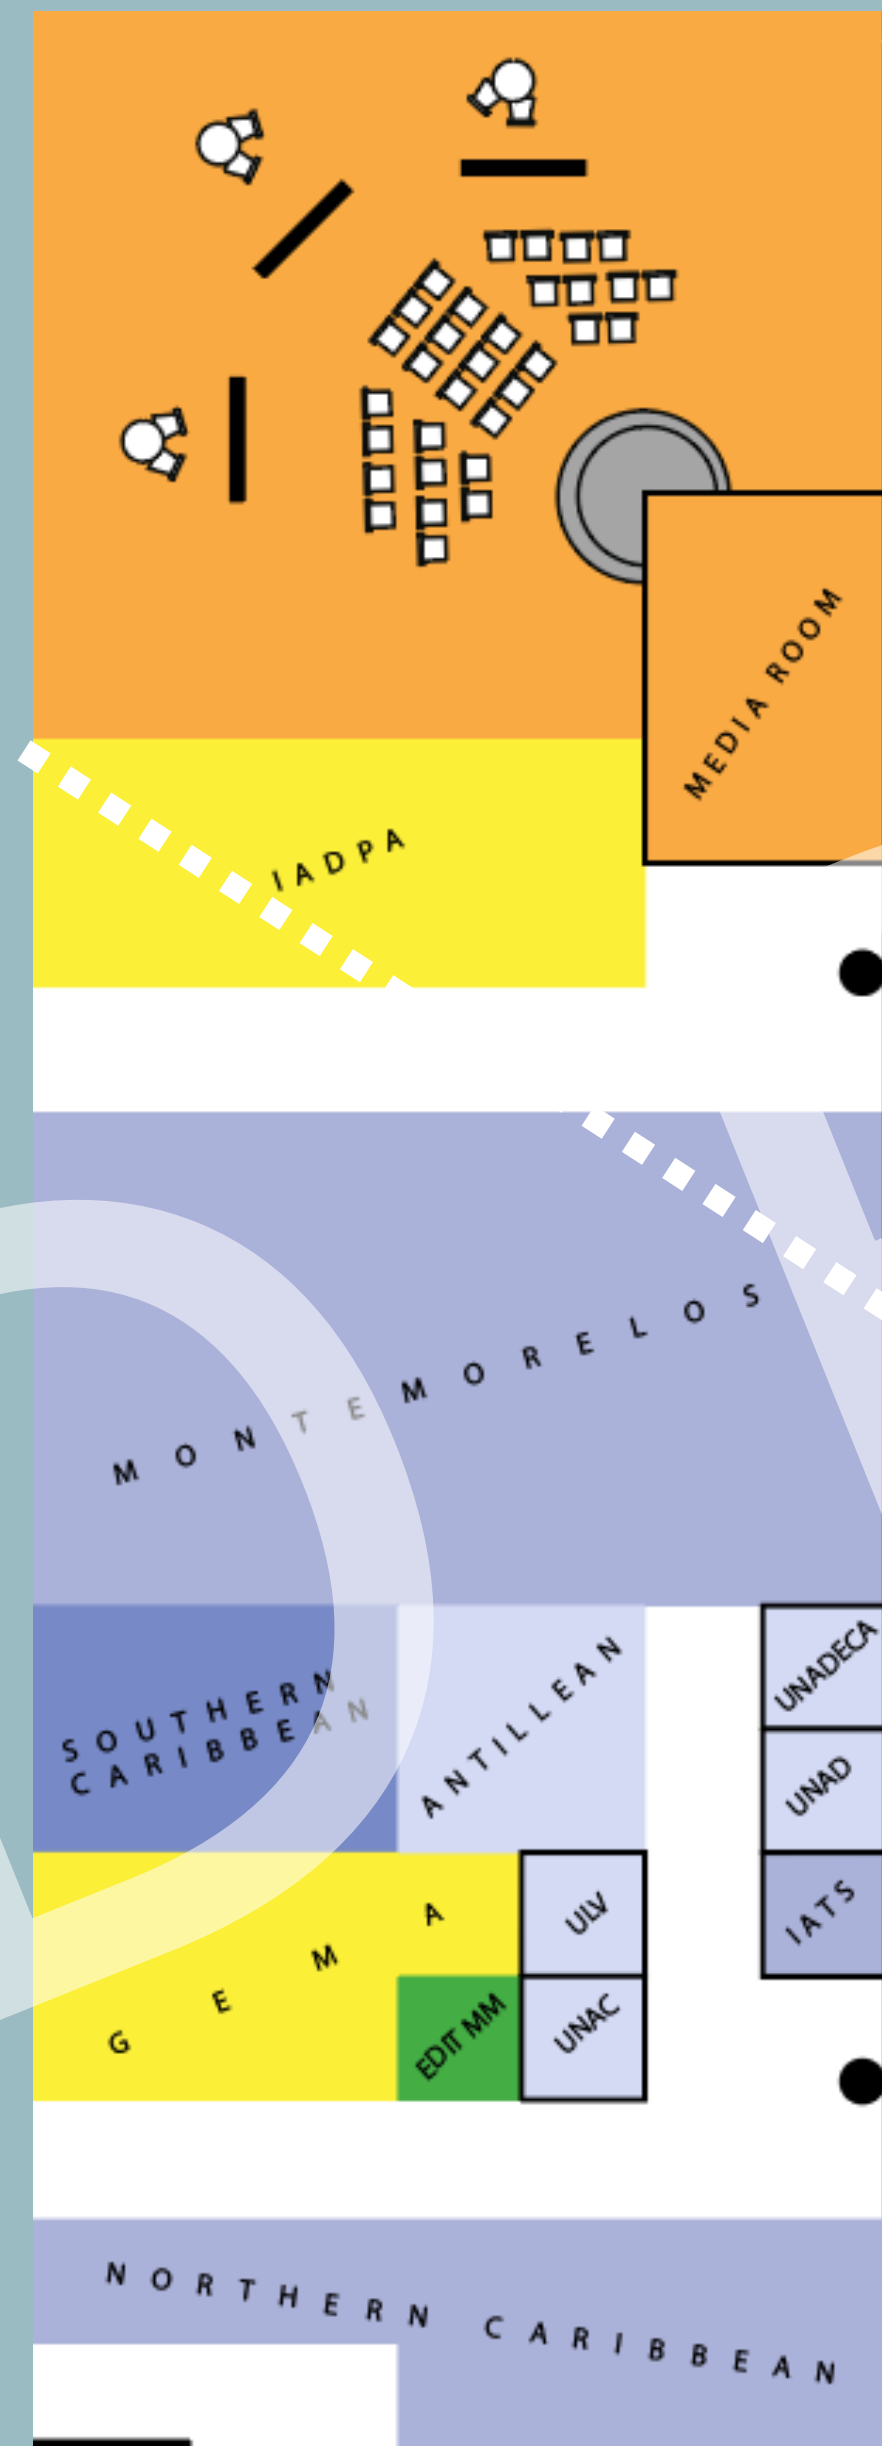 MEDIA ROOM
IADPA
MONTEMORELOS
SOUTHERN
CARIBBEAN
ANTILLEAN
UNADECA
UNAD
IATS
GEMA
ULV
EDIT MM
UNAC
NORTHERN CARIBBEAN